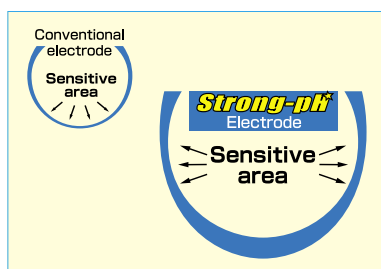 Conventional
electrode
Sensitive
area
Strong-pH
Electrode
Sensitive
area